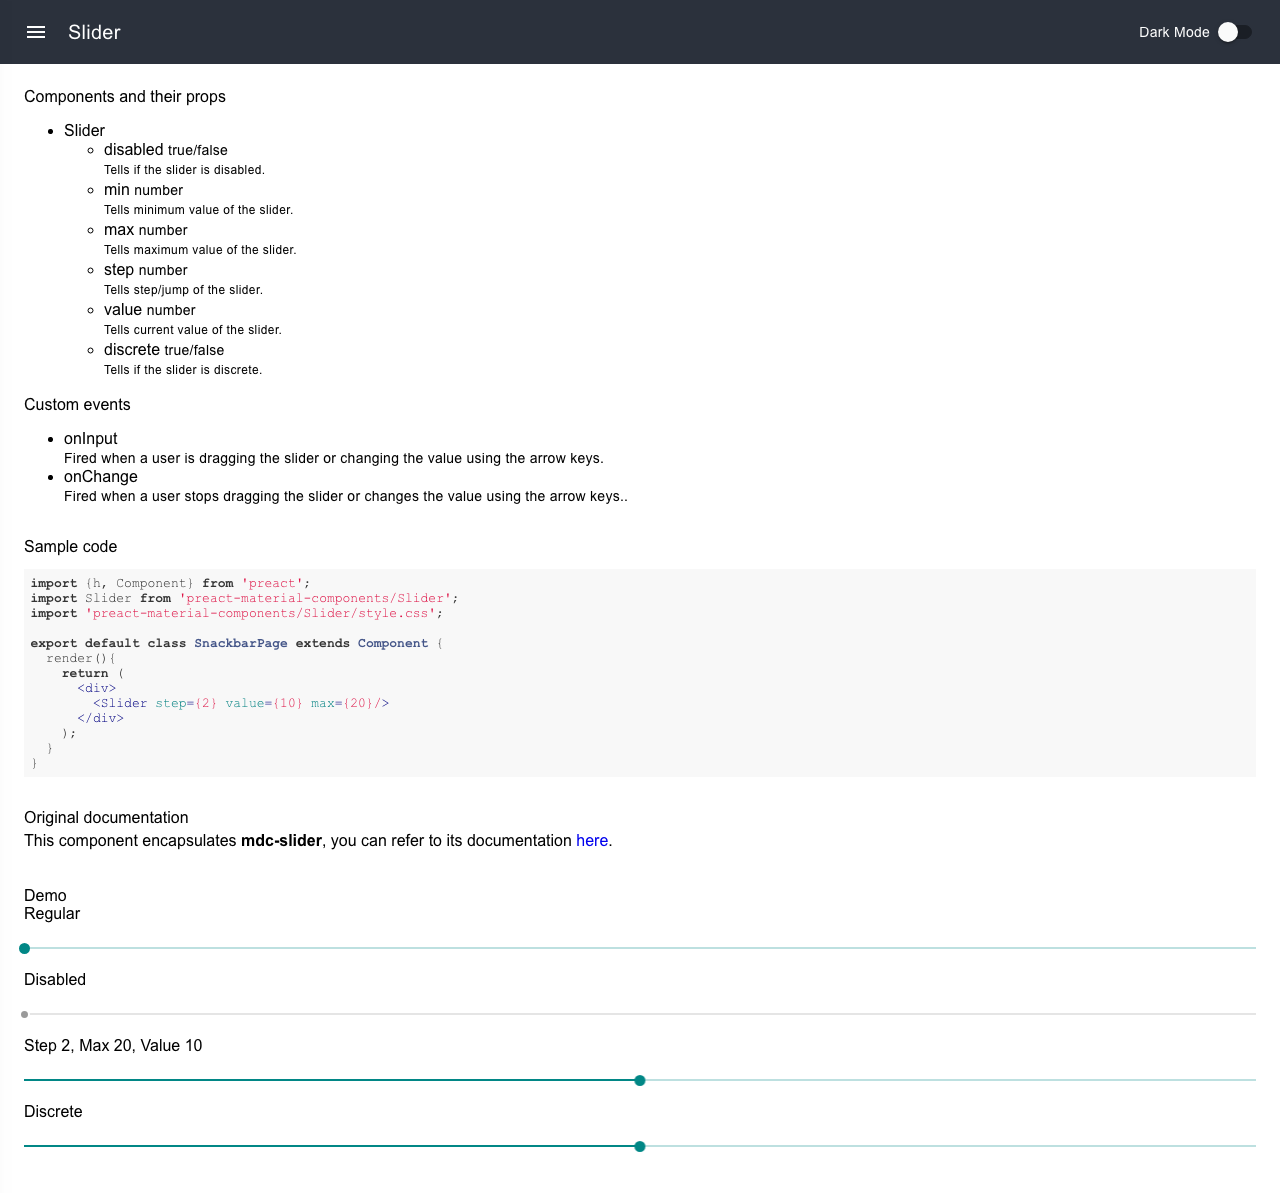 Slider
Dark Mode
Components and their props
Slider
disabled true/false
Tells if the slider is disabled.
min number
Tells minimum value of the slider.
max number
Tells maximum value of the slider.
step number
Tells step/jump of the slider.
value number
Tells current value of the slider.
discrete true/false
Tells if the slider is discrete.
Custom events
onInput
Fired when a user is dragging the slider or changing the value using the arrow keys.
onChange
Fired when a user stops dragging the slider or changes the value using the arrow keys..
Sample code
import {h, Component} from 'preact';
import Slider from 'preact-material-components/Slider';
import 'preact-material-components/Slider/style.css';
export default class SnackbarPage extends Component {
render(){
return (
<div>
<Slider step={2} value={10} max={20}/>
</div>
);
}
}
Original documentation
This component encapsulates mdc-slider, you can refer to its documentation here.
Demo
Regular
Disabled
Step 2, Max 20, Value 10
Discrete